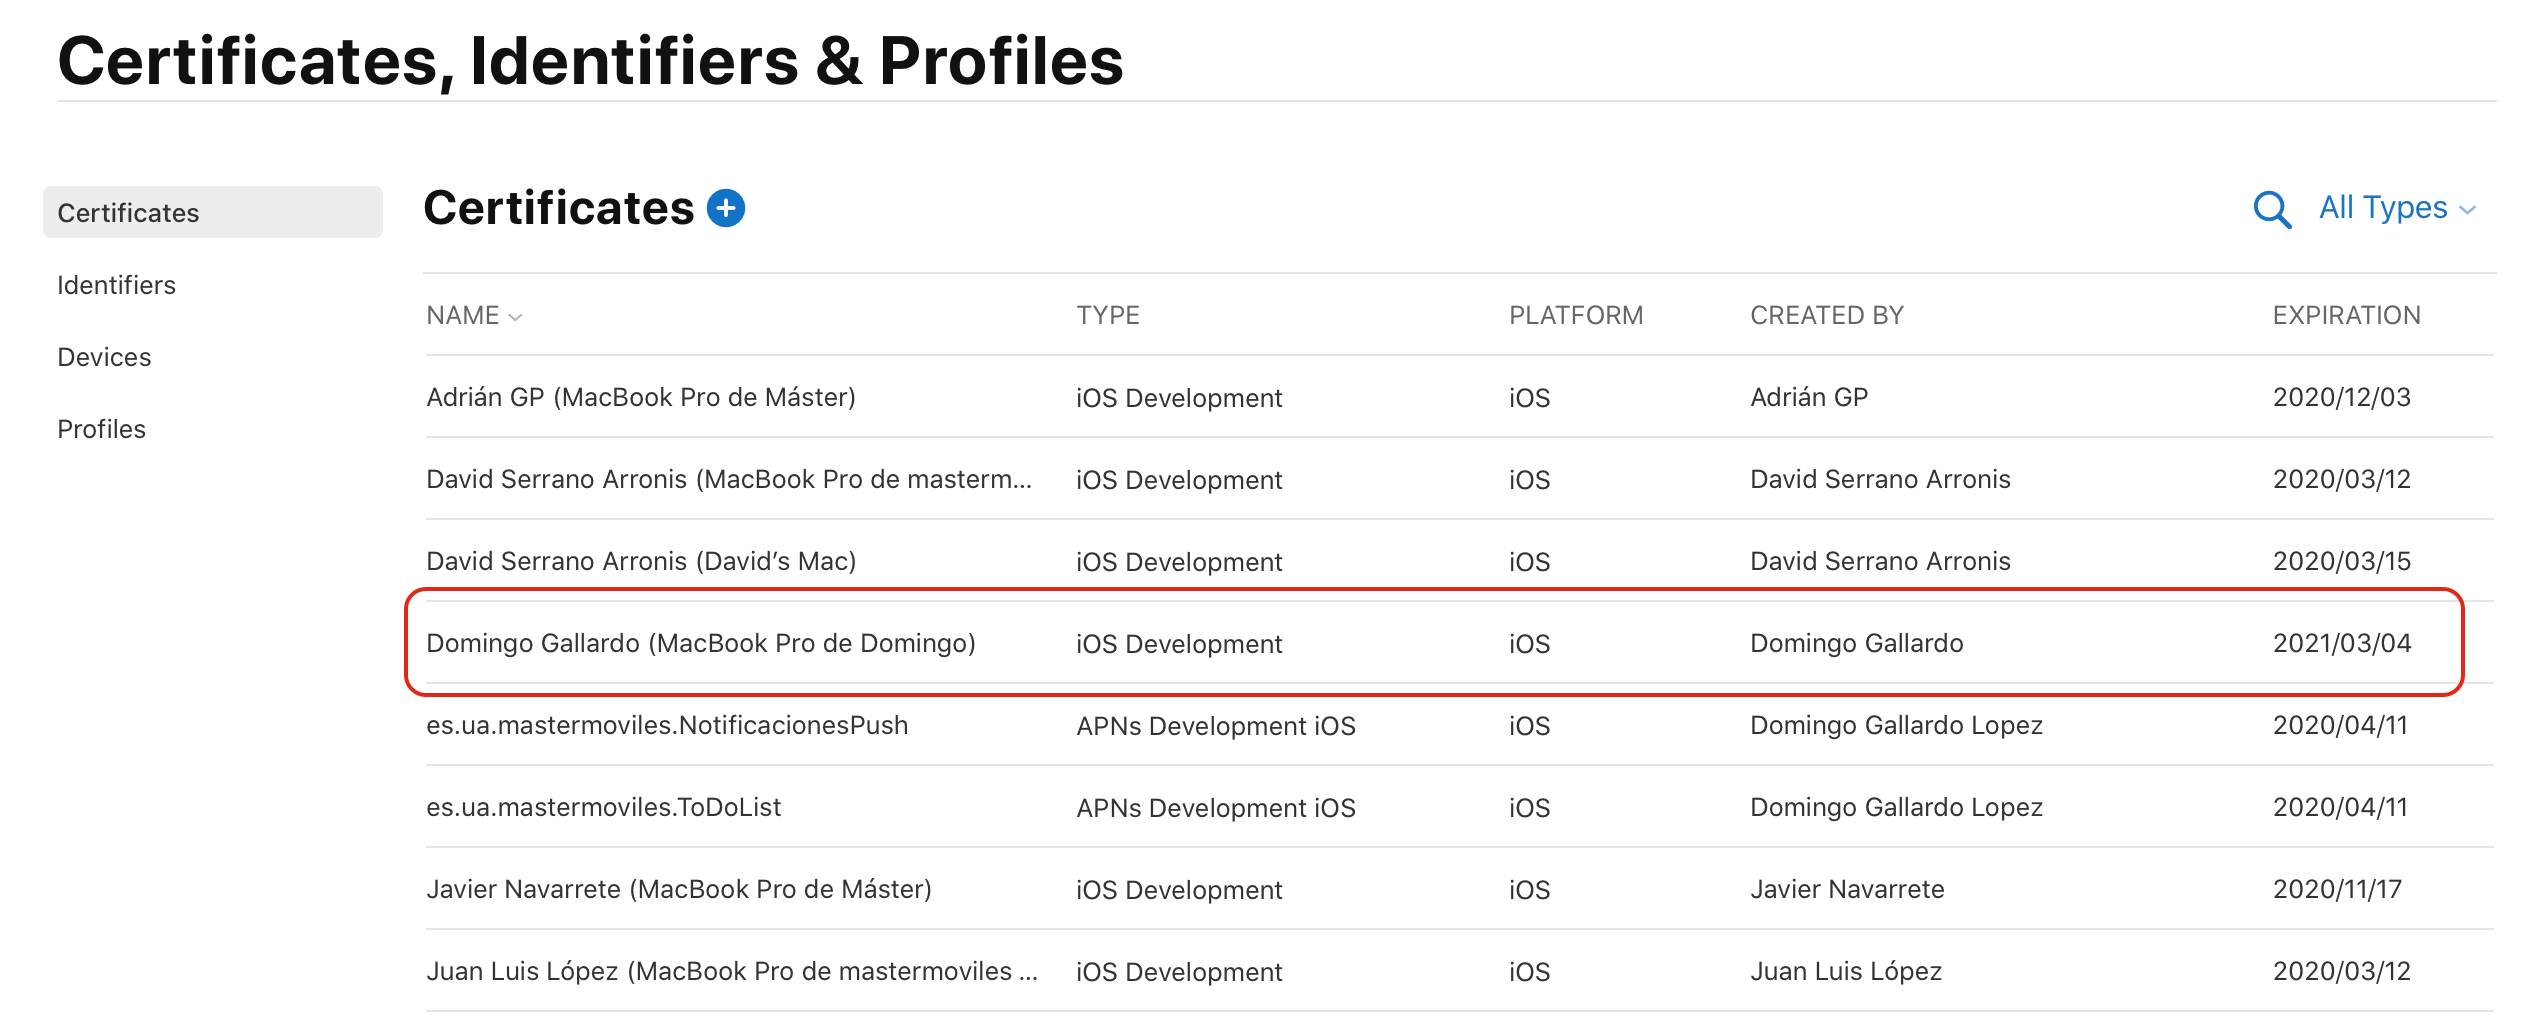 Certificates, Identifiers & Profiles
Certificates
Identifiers
Devices
Profiles
Certificates
All Types
NAME TYPE PLATFORM CREATED BY EXPIRATION
Adrián GP (MacBook Pro de Máster) iOS Development iOS Adrián GP 2020/12/03
David Serrano Arronis (MacBook Pro de masterm... iOS Development iOS David Serrano Arronis 2020/03/12
David Serrano Arronis (David’s Mac) iOS Development iOS David Serrano Arronis 2020/03/15
Domingo Gallardo (MacBook Pro de Domingo) iOS Development iOS Domingo Gallardo 2021/03/04
es.ua.mastermoviles.NotificacionesPush APNs Development iOS iOS Domingo Gallardo Lopez 2020/04/11
es.ua.mastermoviles.ToDoList APNs Development iOS iOS Domingo Gallardo Lopez 2020/04/11
Javier Navarrete (MacBook Pro de Máster) iOS Development iOS Javier Navarrete 2020/11/17
Juan Luis López (MacBook Pro de mastermoviles ... iOS Development iOS Juan Luis López 2020/03/12